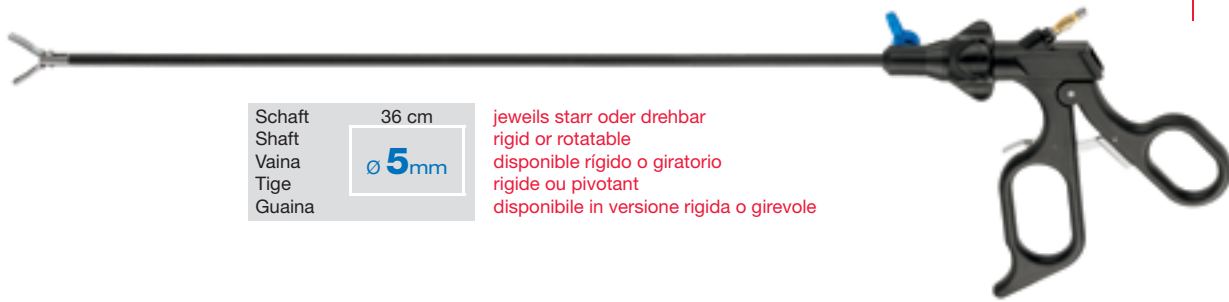 Schaft 36 cm jeweils starr oder drehbar
Shaft rigid or rotatable
Vaina ø 5mm disponible rígido o giratorio
Tige rigide ou pivotant
Guaina disponibile in versione rigida o girevole